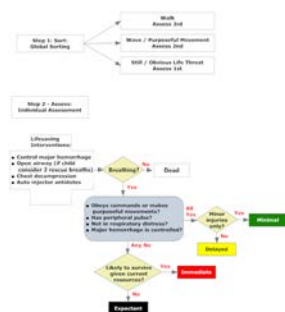 Step 1: Sort:
Global Sorting
Walk
Assess 3rd
Wave / Purposeful Movement
Assess 2nd
Still / Obvious Life Threat
Assess 1st
Step 2 - Assess:
Individual Assessment
Lifesaving
Interventions:
Control major hemorrhage
Open airway (if child
consider 2 rescue breaths)
Chest decompression
Auto injector antidotes
Breathing?
No
Dead
Yes
Obeys commands or makes
purposeful movements?
Has peripheral pulse?
Not in respiratory distress?
Major hemorrhage is controlled?
All
Yes
Minor
injuries
only?
Yes
Minimal
No
Delayed
Any No
Likely to survive
given current
resources?
Yes
Immediate
No
Expectant